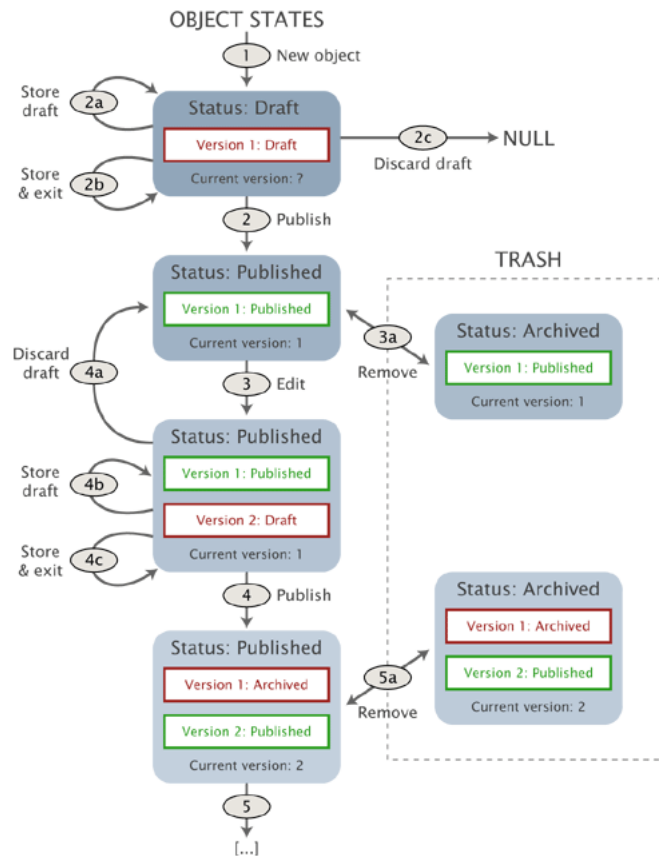 OBJECT STATES
1
New object
Store
draft
2a
Status: Draft
Version 1: Draft
Current version: ?
2c
Discard draft
NULL
Store
& exit
2b
2
Publish
Status: Published
Version 1: Published
Current version: 1
TRASH
3a
Remove
Status: Archived
Version 1: Published
Current version: 1
Discard
draft
4a
3
Edit
Status: Published
Version 1: Published
Version 2: Draft
Current version: 1
Store
draft
4b
Store
& exit
4c
4
Publish
Status: Published
Version 1: Archived
Version 2: Published
Current version: 2
5a
Remove
Status: Archived
Version 1: Archived
Version 2: Published
Current version: 2
5
[...]